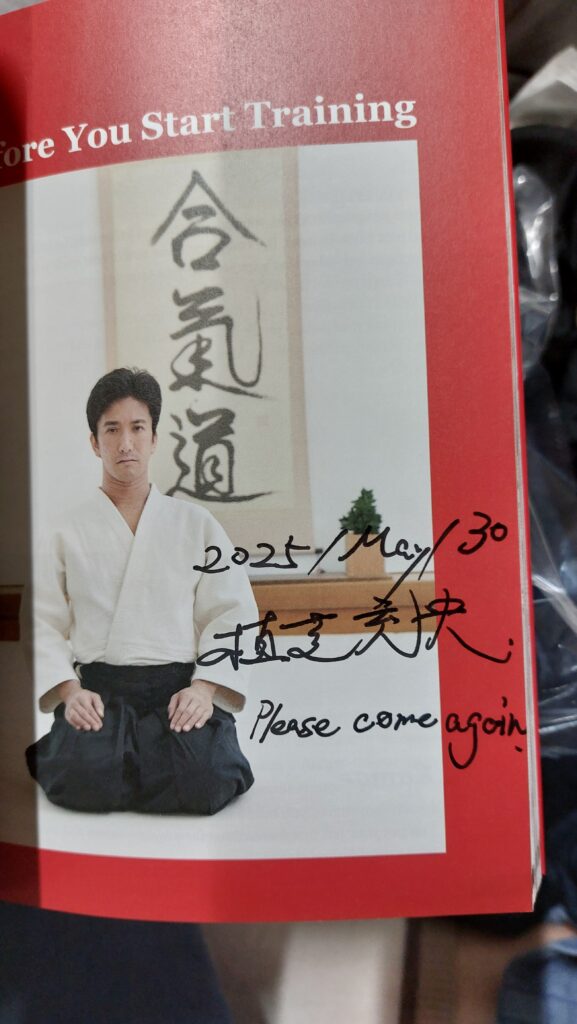 fore You Start Training
合氣道
2025/May/30
植芝充央.
Please come again.